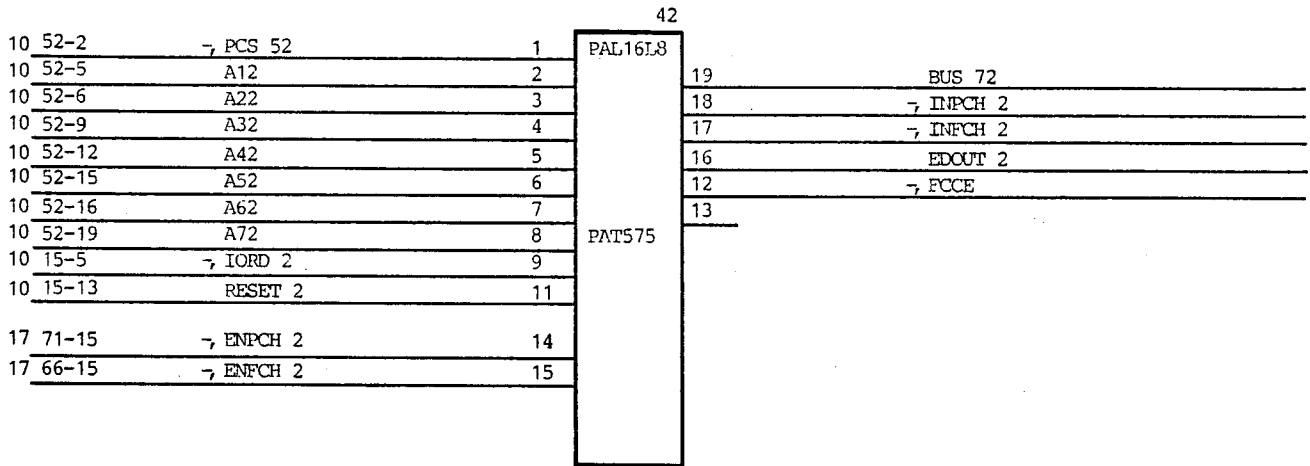 42
10 52-2 ¬, PCS 52 1 PAL16L8
10 52-5 A12 2 19 BUS 72
10 52-6 A22 3 18 ¬, INPCH 2
10 52-9 A32 4 17 ¬, INFCH 2
10 52-12 A42 5 16 EDOUT 2
10 52-15 A52 6 12 ¬, FCCE
10 52-16 A62 7 13
10 52-19 A72 8 PAT575
10 15-5 ¬, IORD 2 9
10 15-13 RESET 2 11
17 71-15 ¬, ENPCH 2 14
17 66-15 ¬, ENFCH 2 15